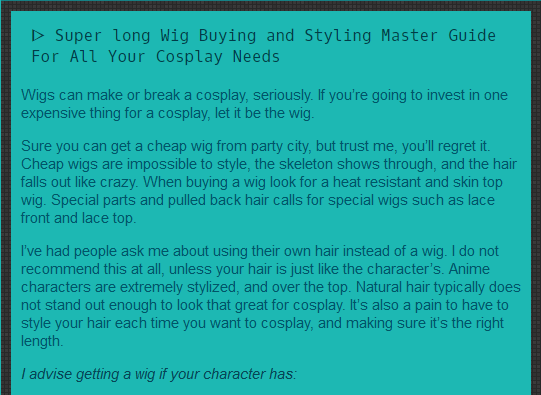 ▷ Super long Wig Buying and Styling Master Guide
For All Your Cosplay Needs
Wigs can make or break a cosplay, seriously. If you're going to invest in one
expensive thing for a cosplay, let it be the wig.
Sure you can get a cheap wig from party city, but trust me, you'll regret it.
Cheap wigs are impossible to style, the skeleton shows through, and the hair
falls out like crazy. When buying a wig look for a heat resistant and skin top
wig. Special parts and pulled back hair calls for special wigs such as lace
front and lace top.
I've had people ask me about using their own hair instead of a wig. I do not
recommend this at all, unless your hair is just like the character's. Anime
characters are extremely stylized, and over the top. Natural hair typically does
not stand out enough to look that great for cosplay. It's also a pain to have to
style your hair each time you want to cosplay, and making sure it's the right
length.
I advise getting a wig if your character has: